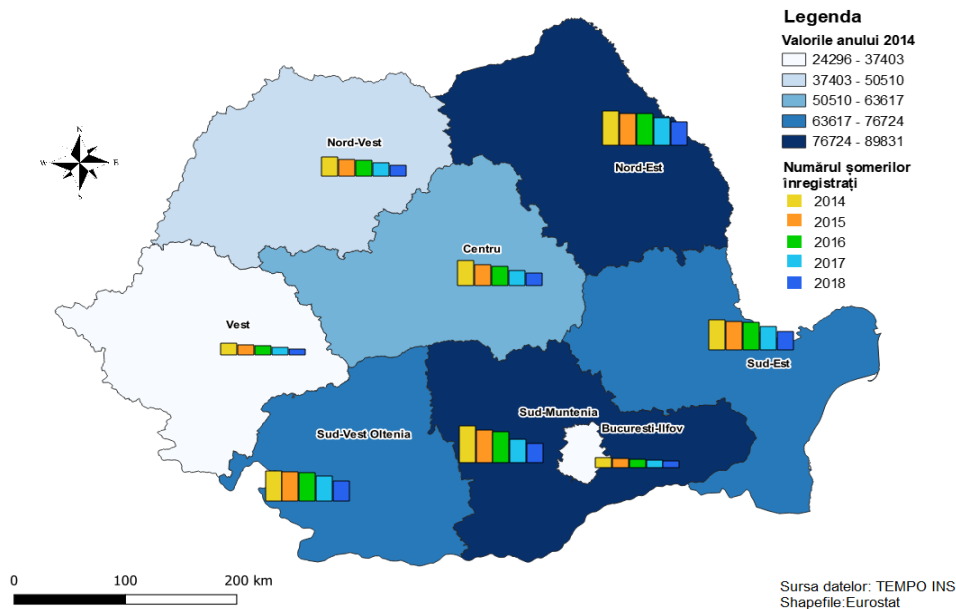 Legenda
Valorile anului 2014
24296 - 37403
37403 - 50510
50510 - 63617
63617 - 76724
76724 - 89831
Numărul șomerilor
înregistrați
2014
2015
2016
2017
2018
N
W E
S
Nord-Vest
Nord-Est
Centru
Vest
Sud-Est
Sud-Muntenia
Bucuresti-Ilfov
Sud-Vest Oltenia
0 100 200 km
Sursa datelor: TEMPO INS
Shapefile:Eurostat